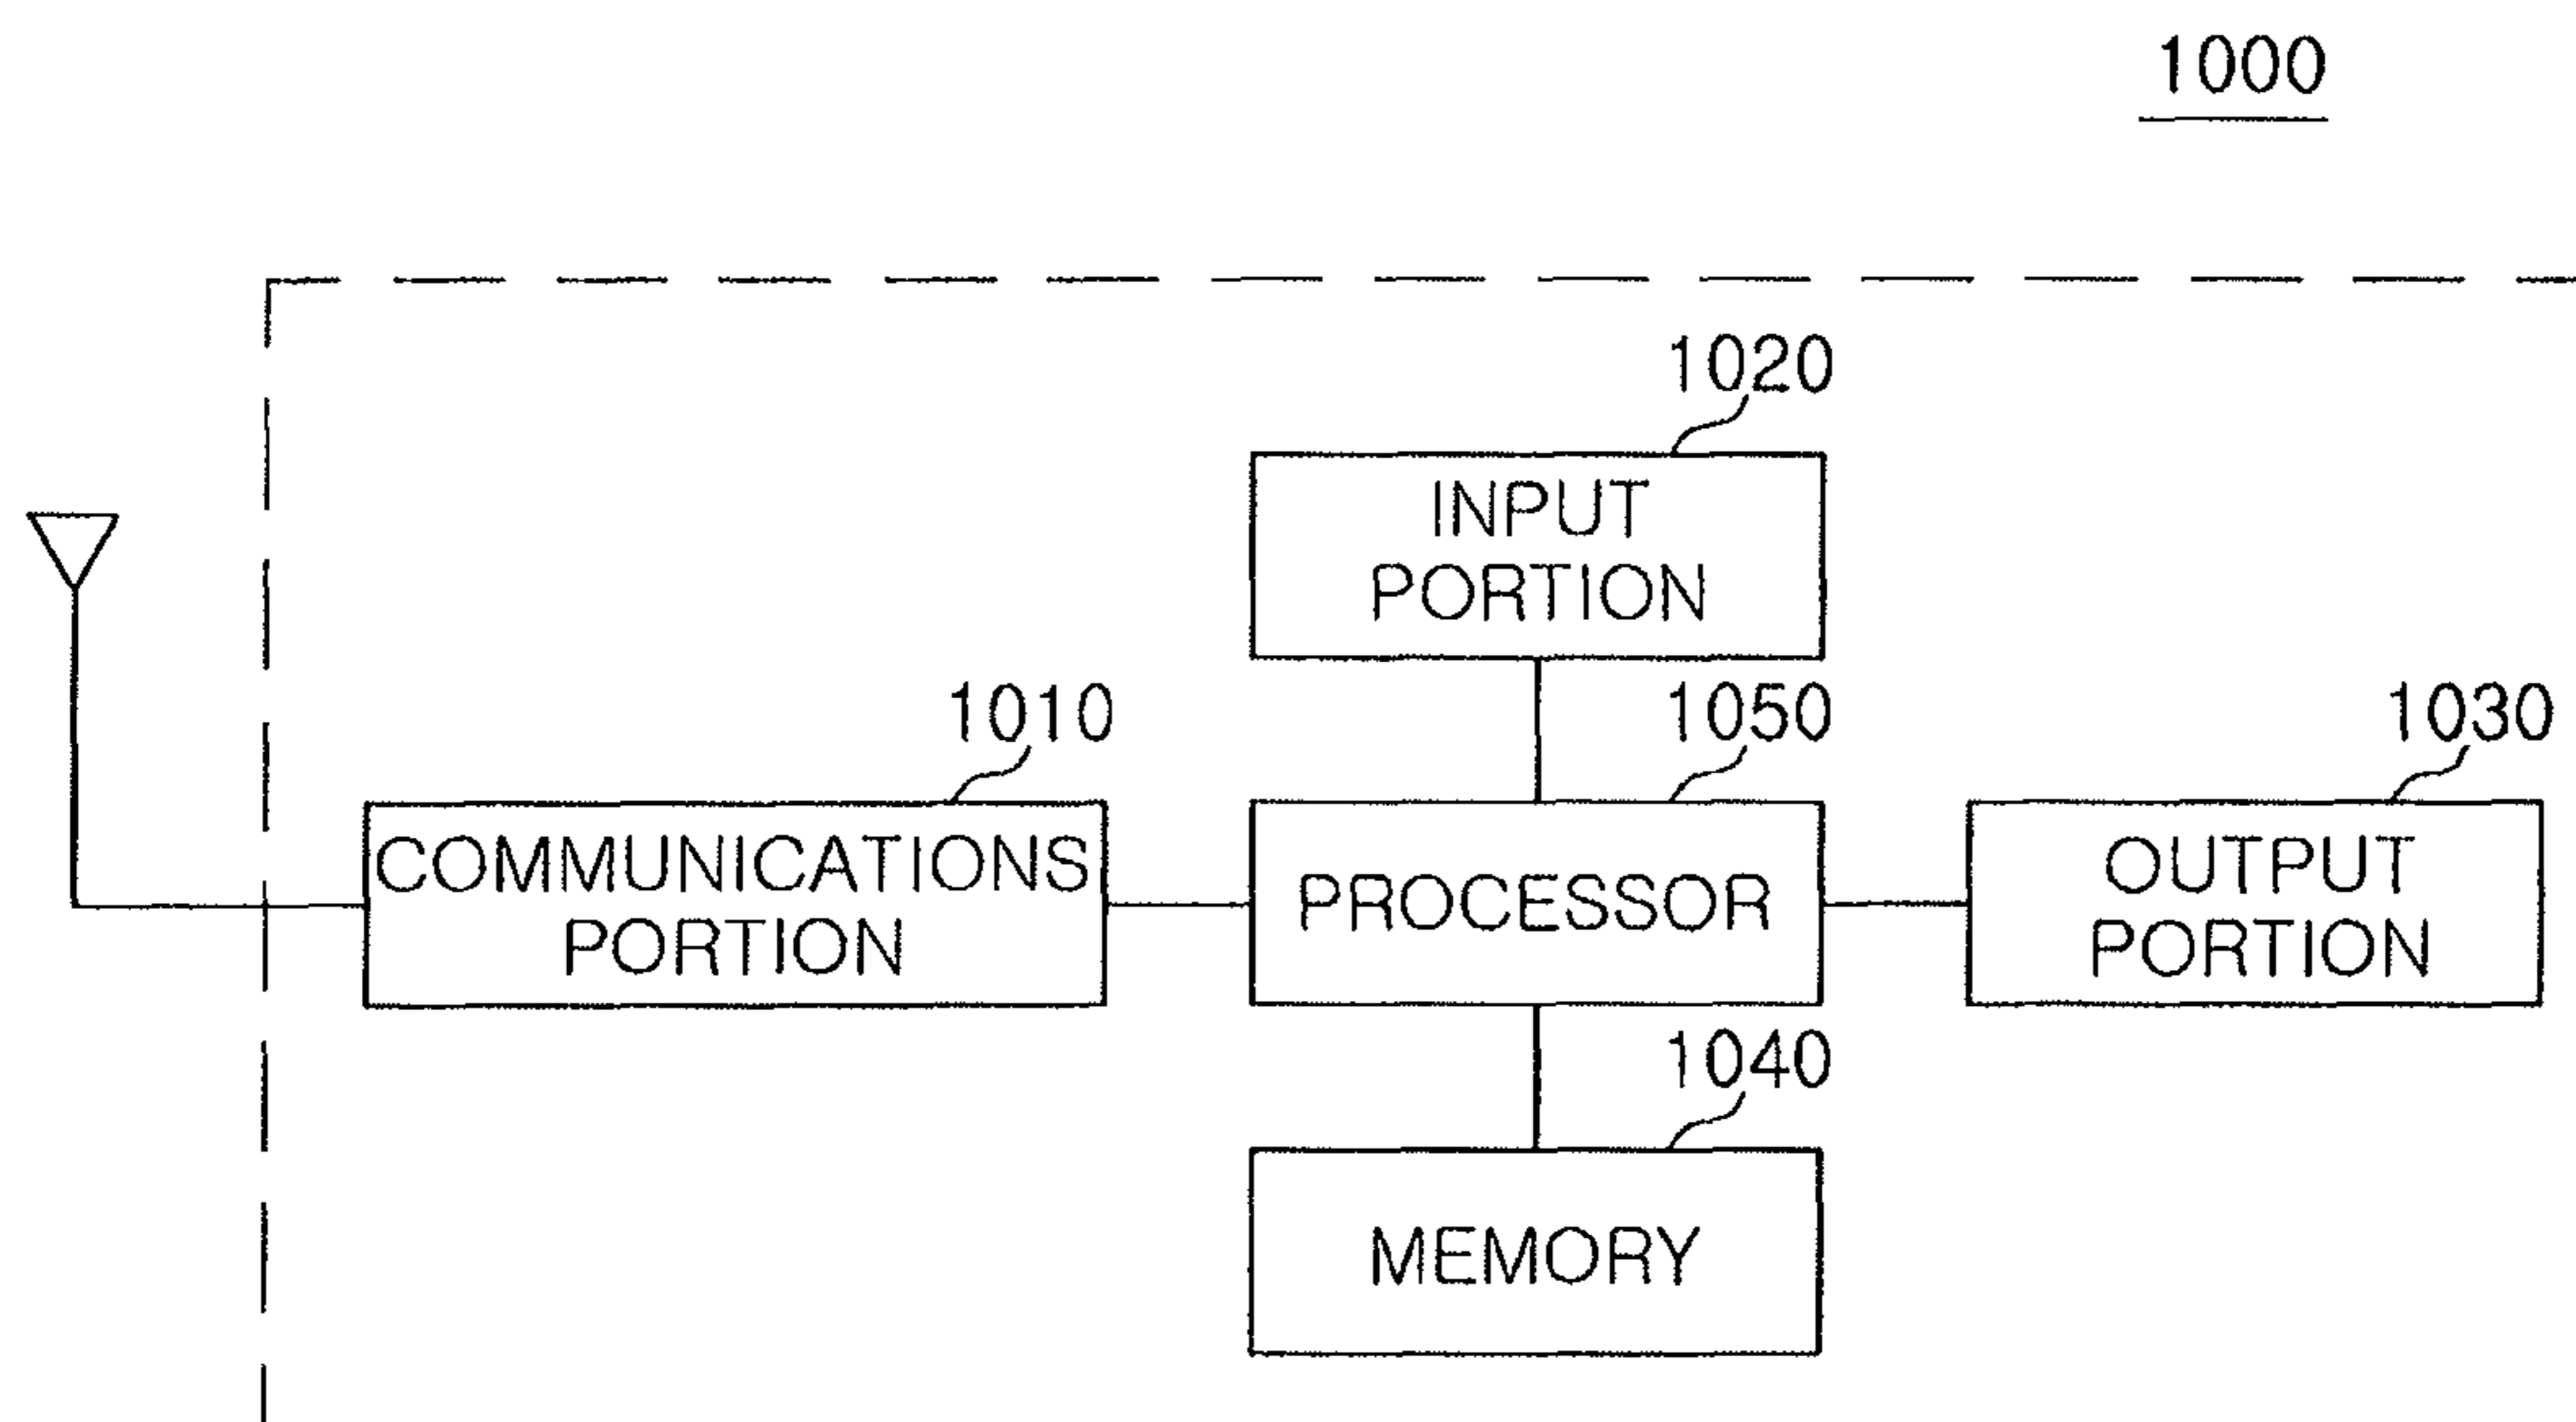 1000
1020
INPUT
PORTION
1010
1050
1030
COMMUNICATIONS
PORTION
PROCESSOR
OUTPUT
PORTION
1040
MEMORY